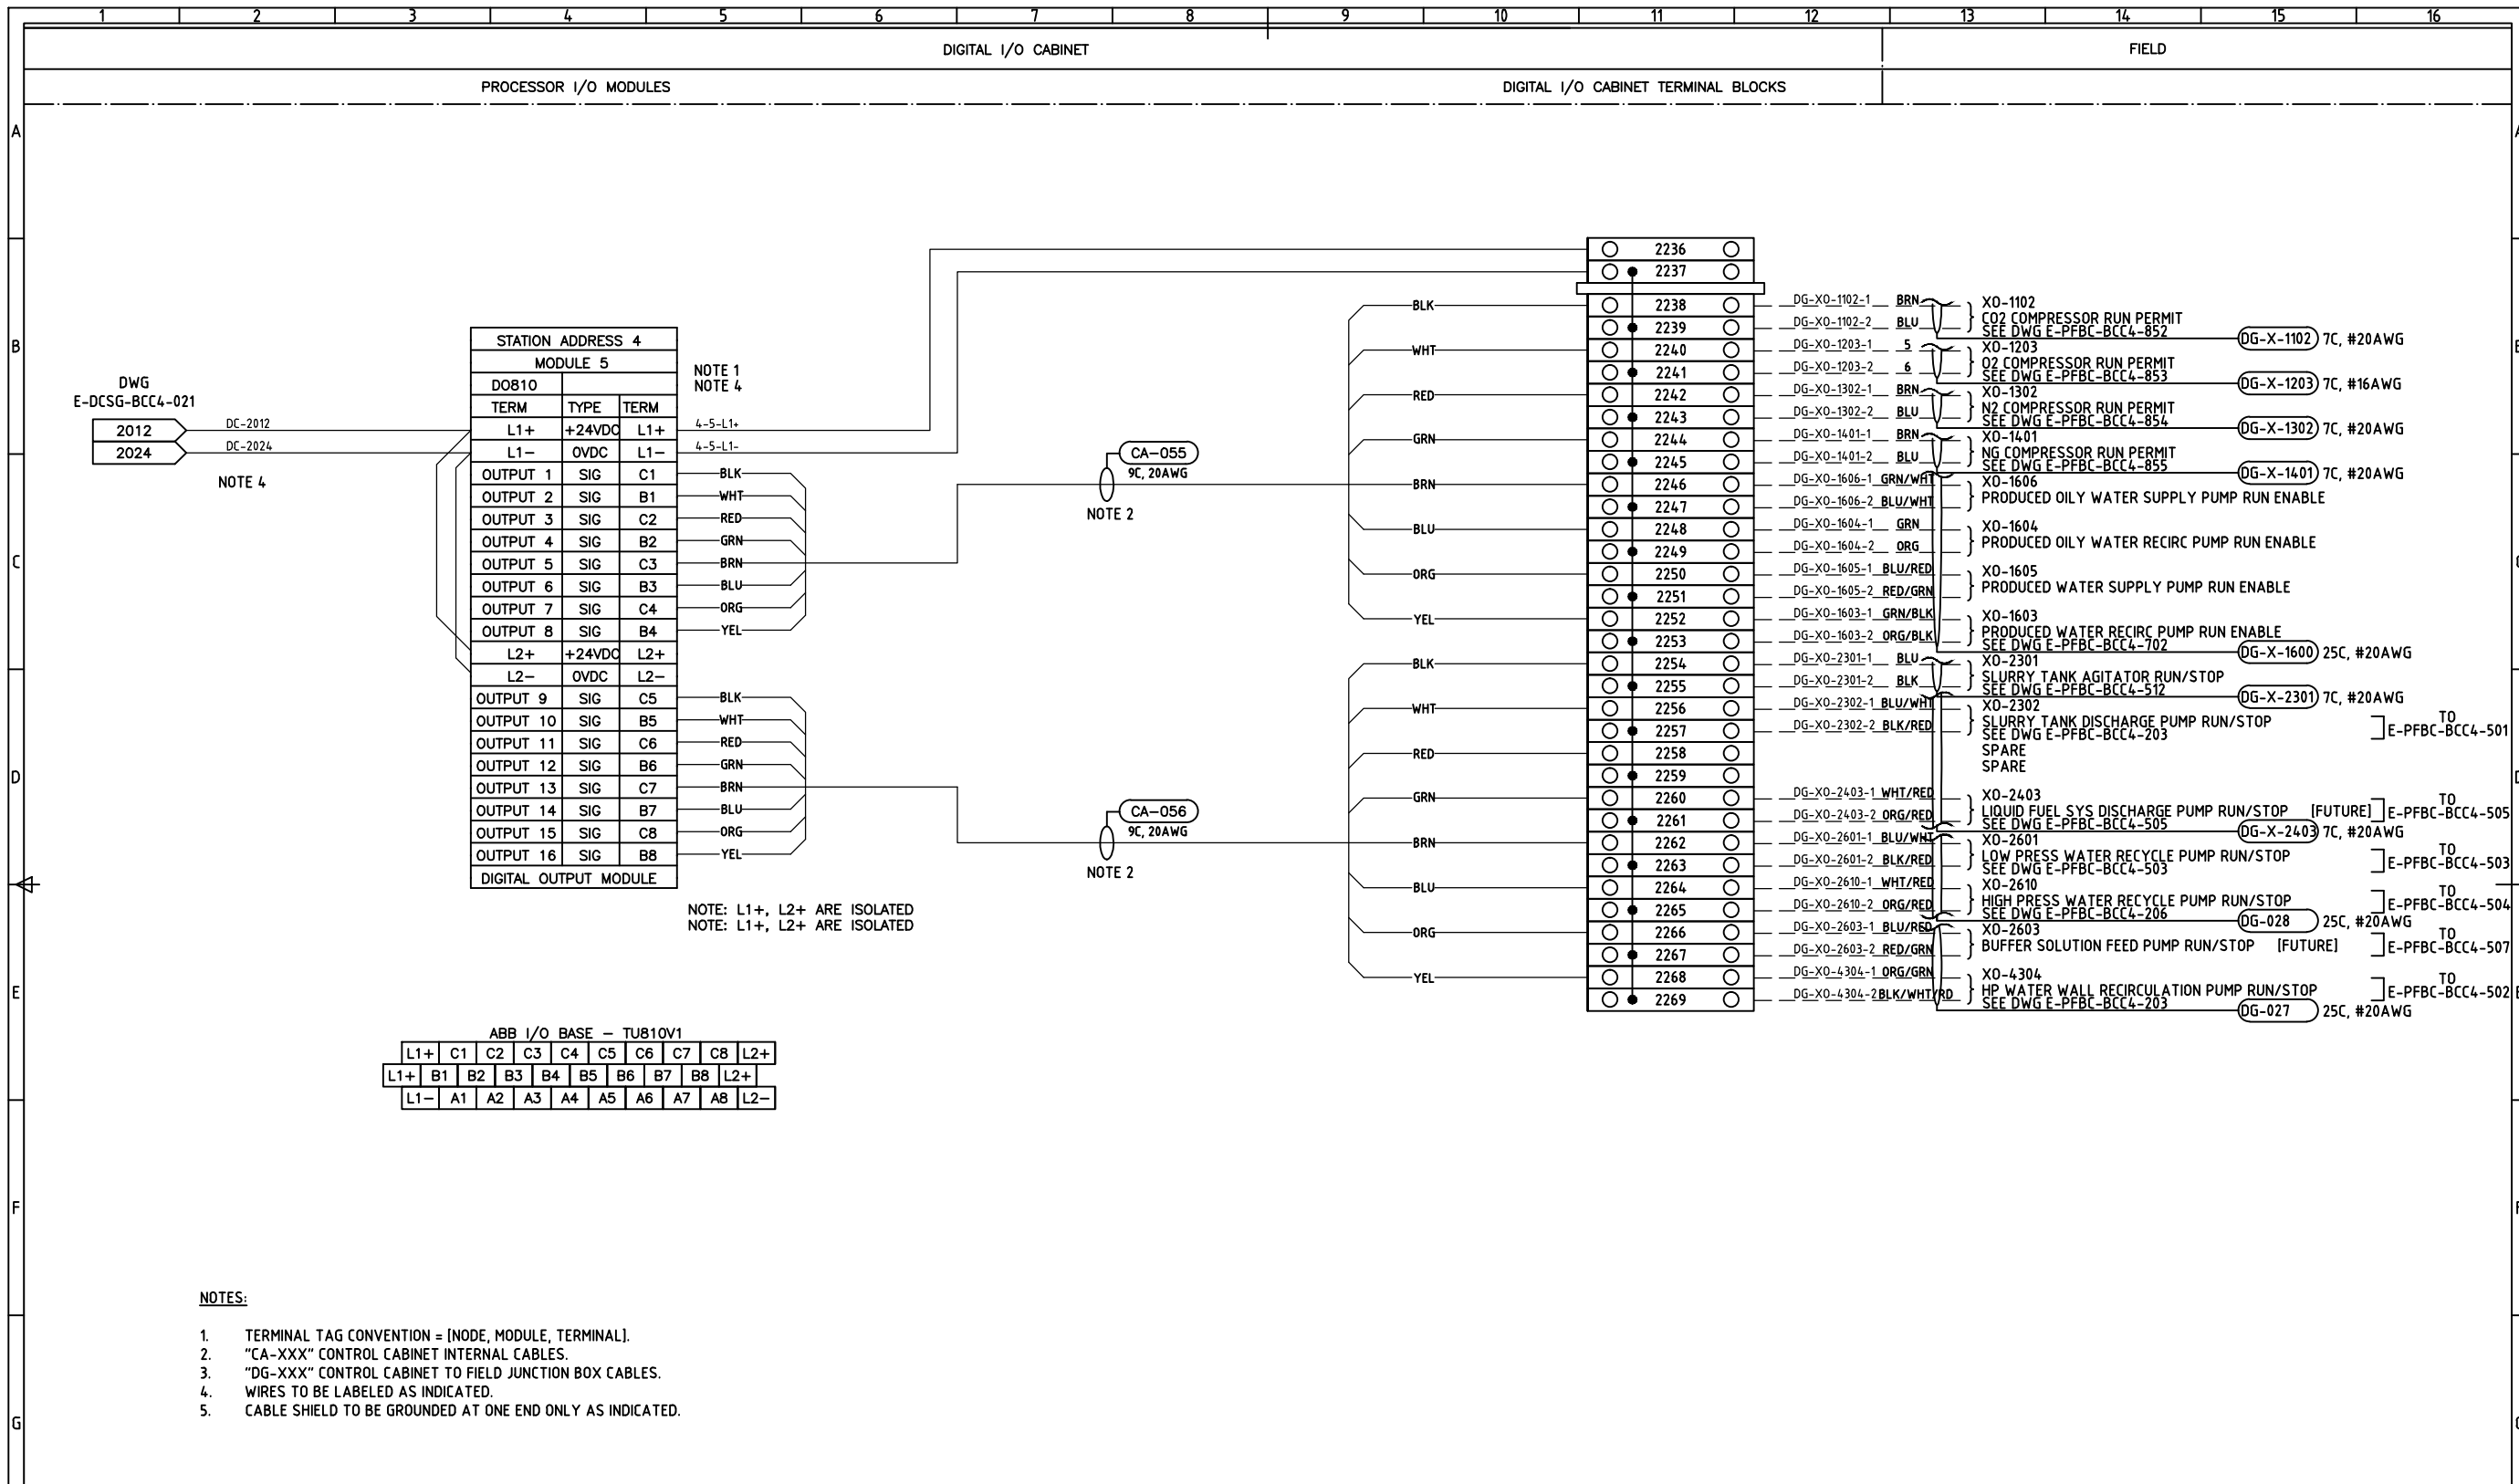 1 2 3 4 5 6 7 8 9 10 11 12 13 14 15 16
DIGITAL I/O CABINET
FIELD
PROCESSOR I/O MODULES
DIGITAL I/O CABINET TERMINAL BLOCKS
A
B
C
D
E
F
G
DWG
E-DCSG-BCC4-021
2012
DC-2012
2024
DC-2024
NOTE 4
STATION ADDRESS 4
MODULE 5
DO810
NOTE 1
NOTE 4
TERM TYPE TERM
L1+ +24VDC L1+ 4-5-L1+
L1- 0VDC L1- 4-5-L1-
OUTPUT 1 SIG C1 BLK
OUTPUT 2 SIG B1 WHT
OUTPUT 3 SIG C2 RED
OUTPUT 4 SIG B2 GRN
OUTPUT 5 SIG C3 BRN
OUTPUT 6 SIG B3 BLU
OUTPUT 7 SIG C4 ORG
OUTPUT 8 SIG B4 YEL
L2+ +24VDC L2+
L2- 0VDC L2-
OUTPUT 9 SIG C5 BLK
OUTPUT 10 SIG B5 WHT
OUTPUT 11 SIG C6 RED
OUTPUT 12 SIG B6 GRN
OUTPUT 13 SIG C7 BRN
OUTPUT 14 SIG B7 BLU
OUTPUT 15 SIG C8 ORG
OUTPUT 16 SIG B8 YEL
DIGITAL OUTPUT MODULE
NOTE: L1+, L2+ ARE ISOLATED
NOTE: L1+, L2+ ARE ISOLATED
CA-055
9C, 20AWG
NOTE 2
CA-056
9C, 20AWG
NOTE 2
2236
2237
BLK 2238 DG-XO-1102-1 BRN
2239 DG-XO-1102-2 BLU
WHT 2240 DG-XO-1203-1 5
2241 DG-XO-1203-2 6
RED 2242 DG-XO-1302-1 BRN
2243 DG-XO-1302-2 BLU
GRN 2244 DG-XO-1401-1 BRN
2245 DG-XO-1401-2 BLU
BRN 2246 DG-XO-1606-1 GRN/WHT
2247 DG-XO-1606-2 BLU/WHT
BLU 2248 DG-XO-1604-1 GRN
2249 DG-XO-1604-2 ORG
ORG 2250 DG-XO-1605-1 BLU/RED
2251 DG-XO-1605-2 RED/GRN
YEL 2252 DG-XO-1603-1 GRN/BLK
2253 DG-XO-1603-2 ORG/BLK
BLK 2254 DG-XO-2301-1 BLU
2255 DG-XO-2301-2 BLK
WHT 2256 DG-XO-2302-1 BLU/WHT
2257 DG-XO-2302-2 BLK/RED
RED 2258
2259
GRN 2260 DG-XO-2403-1 WHT/RED
2261 DG-XO-2403-2 ORG/RED
BRN 2262 DG-XO-2601-1 BLU/WHT
2263 DG-XO-2601-2 BLK/RED
BLU 2264 DG-XO-2610-1 WHT/RED
2265 DG-XO-2610-2 ORG/RED
ORG 2266 DG-XO-2603-1 BLU/RED
2267 DG-XO-2603-2 RED/GRN
YEL 2268 DG-XO-4304-1 ORG/GRN
2269 DG-XO-4304-2 BLK/WHT/RD
XO-1102
CO2 COMPRESSOR RUN PERMIT
SEE DWG E-PFBC-BCC4-852
DG-X-1102 7C, #20AWG
XO-1203
O2 COMPRESSOR RUN PERMIT
SEE DWG E-PFBC-BCC4-853
DG-X-1203 7C, #16AWG
XO-1302
N2 COMPRESSOR RUN PERMIT
SEE DWG E-PFBC-BCC4-854
DG-X-1302 7C, #20AWG
XO-1401
NG COMPRESSOR RUN PERMIT
SEE DWG E-PFBC-BCC4-855
DG-X-1401 7C, #20AWG
XO-1606
PRODUCED OILY WATER SUPPLY PUMP RUN ENABLE
XO-1604
PRODUCED OILY WATER RECIRC PUMP RUN ENABLE
XO-1605
PRODUCED WATER SUPPLY PUMP RUN ENABLE
XO-1603
PRODUCED WATER RECIRC PUMP RUN ENABLE
SEE DWG E-PFBC-BCC4-702
DG-X-1600 25C, #20AWG
XO-2301
SLURRY TANK AGITATOR RUN/STOP
SEE DWG E-PFBC-BCC4-512
DG-X-2301 7C, #20AWG
XO-2302
SLURRY TANK DISCHARGE PUMP RUN/STOP
SEE DWG E-PFBC-BCC4-203
TO
E-PFBC-BCC4-501
SPARE
SPARE
XO-2403
LIQUID FUEL SYS DISCHARGE PUMP RUN/STOP [FUTURE]
SEE DWG E-PFBC-BCC4-505
TO
E-PFBC-BCC4-505
DG-X-2403 7C, #20AWG
XO-2601
LOW PRESS WATER RECYCLE PUMP RUN/STOP
SEE DWG E-PFBC-BCC4-503
TO
E-PFBC-BCC4-503
XO-2610
HIGH PRESS WATER RECYCLE PUMP RUN/STOP
SEE DWG E-PFBC-BCC4-206
TO
E-PFBC-BCC4-504
DG-028 25C, #20AWG
XO-2603
BUFFER SOLUTION FEED PUMP RUN/STOP [FUTURE]
TO
E-PFBC-BCC4-507
XO-4304
HP WATER WALL RECIRCULATION PUMP RUN/STOP
SEE DWG E-PFBC-BCC4-203
TO
E-PFBC-BCC4-502
DG-027 25C, #20AWG
ABB I/O BASE - TU810V1
L1+ C1 C2 C3 C4 C5 C6 C7 C8 L2+
L1+ B1 B2 B3 B4 B5 B6 B7 B8 L2+
L1- A1 A2 A3 A4 A5 A6 A7 A8 L2-
NOTES:
1. TERMINAL TAG CONVENTION = [NODE, MODULE, TERMINAL].
2. "CA-XXX" CONTROL CABINET INTERNAL CABLES.
3. "DG-XXX" CONTROL CABINET TO FIELD JUNCTION BOX CABLES.
4. WIRES TO BE LABELED AS INDICATED.
5. CABLE SHIELD TO BE GROUNDED AT ONE END ONLY AS INDICATED.